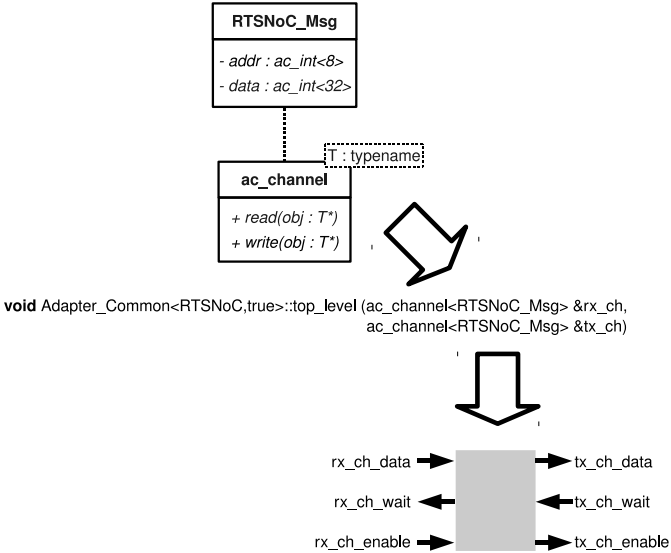 RTSNoC_Msg
- addr : ac_int<8>
- data : ac_int<32>
T : typename
ac_channel
+ read(obj : T*)
+ write(obj : T*)
void Adapter_Common<RTSNoC,true>::top_level (ac_channel<RTSNoC_Msg> &rx_ch,
ac_channel<RTSNoC_Msg> &tx_ch)
rx_ch_data tx_ch_data
rx_ch_wait tx_ch_wait
rx_ch_enable tx_ch_enable